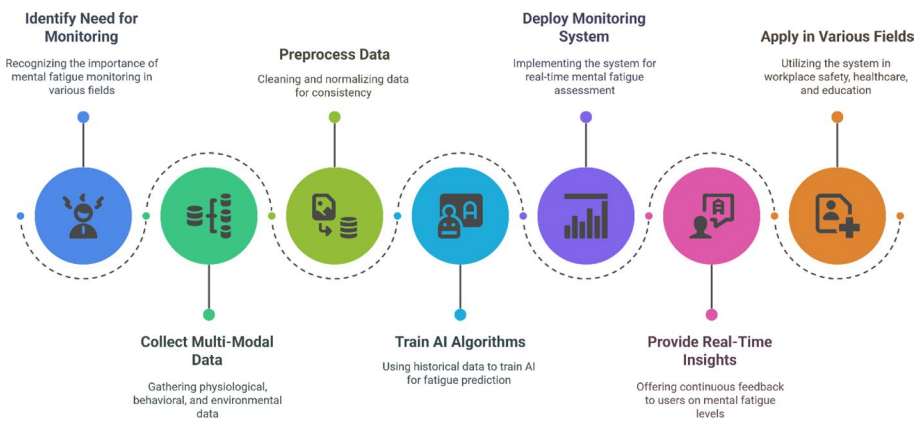 Identify Need for
Monitoring
Recognizing the importance of
mental fatigue monitoring in
various fields
Collect Multi-Modal
Data
Gathering physiological,
behavioral, and environmental
data
Preprocess Data
Cleaning and normalizing data
for consistency
Train AI Algorithms
Using historical data to train AI
for fatigue prediction
Deploy Monitoring
System
Implementing the system for
real-time mental fatigue
assessment
Provide Real-Time
Insights
Offering continuous feedback
to users on mental fatigue
levels
Apply in Various Fields
Utilizing the system in
workplace safety, healthcare,
and education